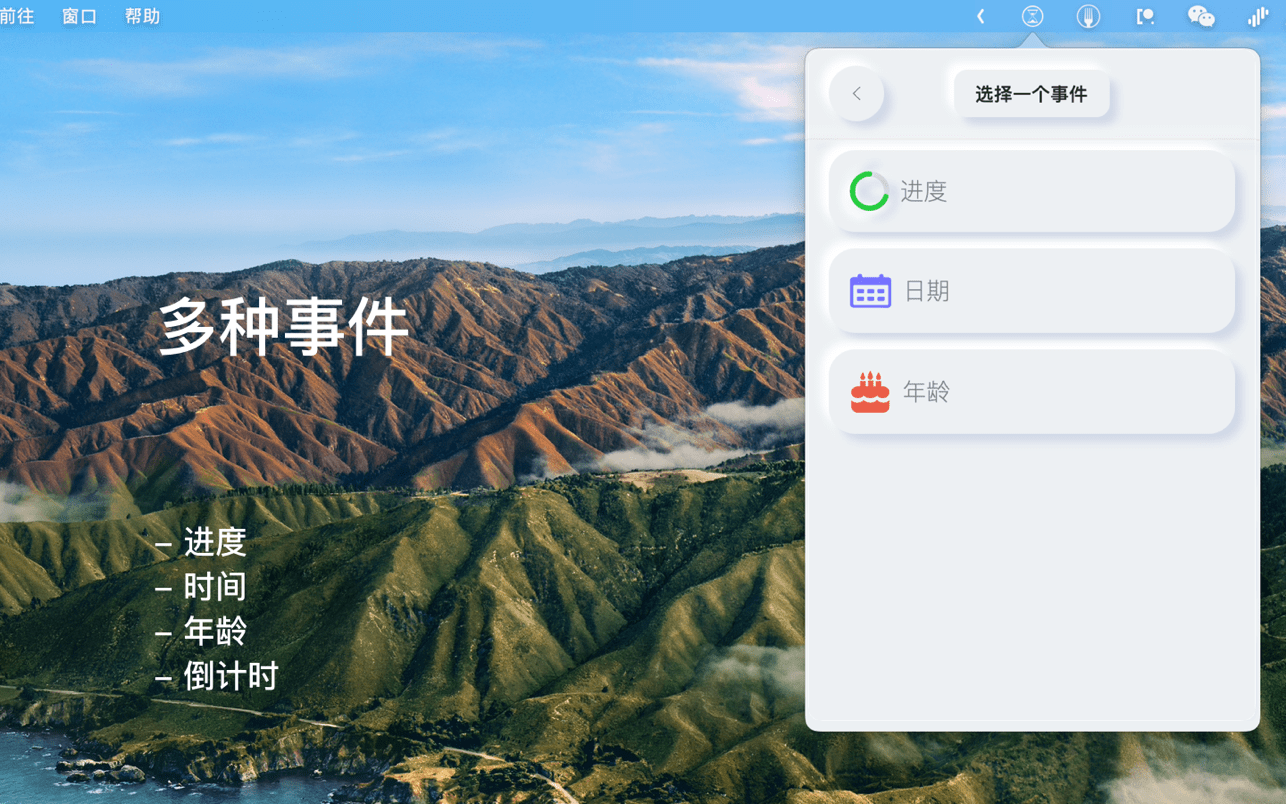 前往 窗口 帮助
选择一个事件
进度
日期
年龄
多种事件
– 进度
– 时间
– 年龄
– 倒计时